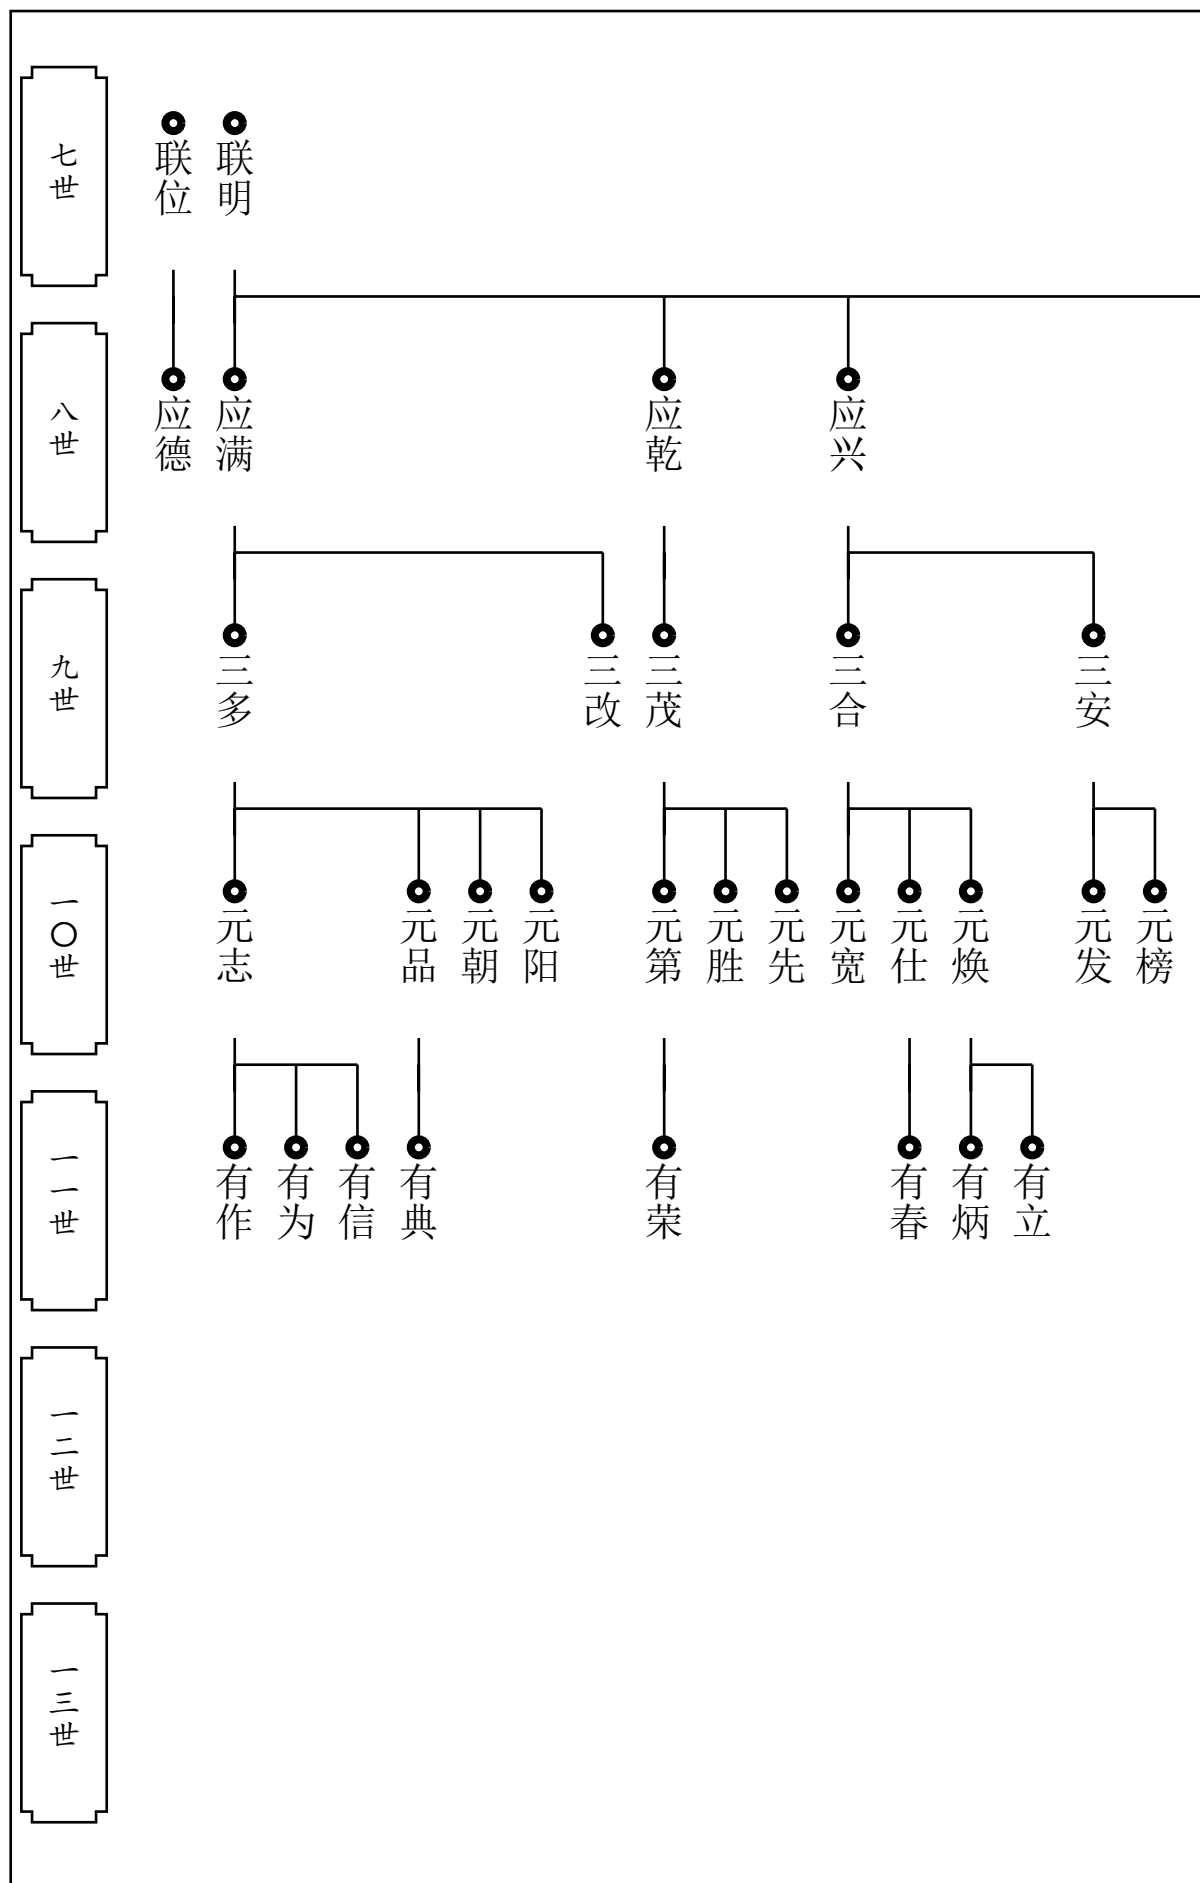 七世
联位
联明
八世
应德
应满
应乾
应兴
九世
三多
三改
三茂
三合
三安
一〇世
元志
元品
元朝
元阳
元第
元胜
元先
元宽
元仕
元焕
元发
元榜
一一世
有作
有为
有信
有典
有荣
有春
有炳
有立
一二世
一三世